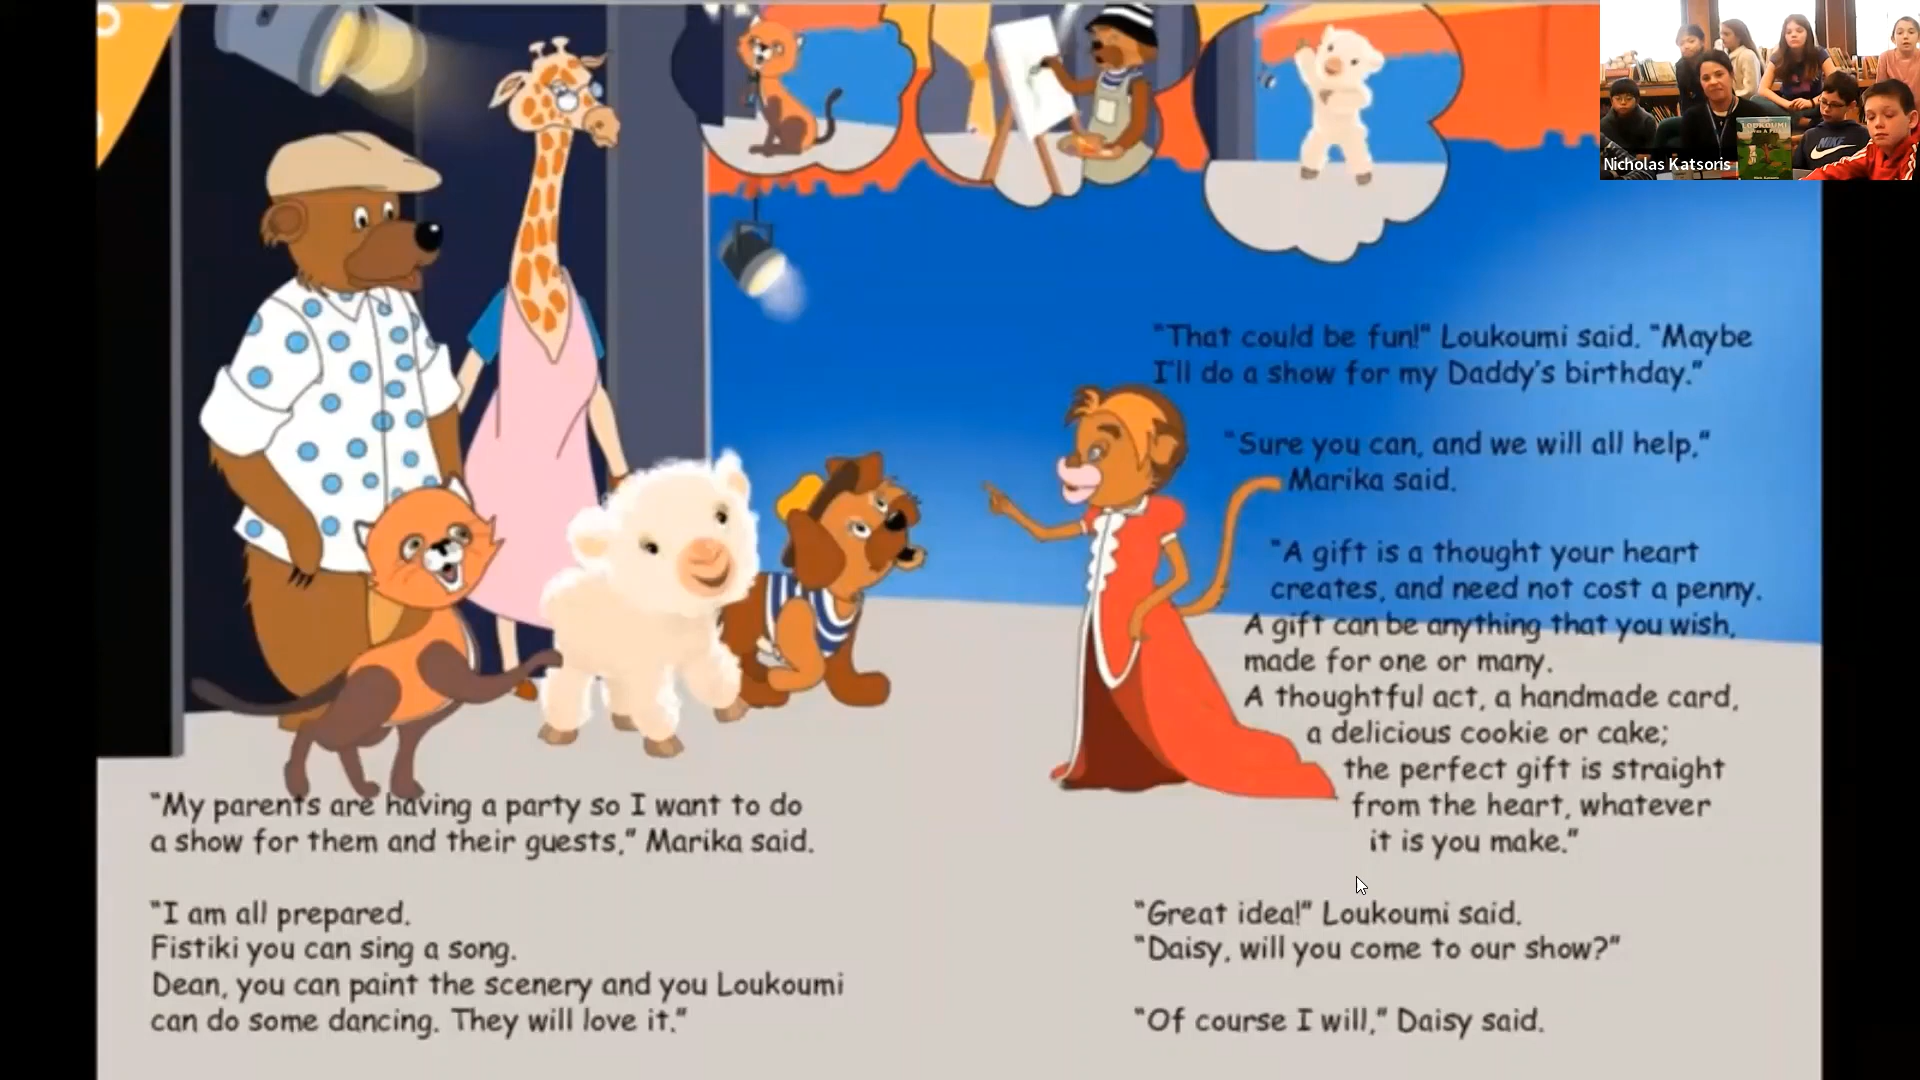 "My parents are having a party so I want to do
a show for them and their guests," Marika said.
"I am all prepared.
Fistiki you can sing a song.
Dean, you can paint the scenery and you Loukoumi
can do some dancing. They will love it."
"That could be fun!" Loukoumi said. "Maybe
I'll do a show for my Daddy's birthday."
"Sure you can, and we will all help,"
Marika said.
"A gift is a thought your heart
creates, and need not cost a penny.
A gift can be anything that you wish,
made for one or many.
A thoughtful act, a handmade card,
a delicious cookie or cake;
the perfect gift is straight
from the heart, whatever
it is you make."
"Great idea!" Loukoumi said.
"Daisy, will you come to our show?"
"Of course I will," Daisy said.
Nicholas Katsoris
LOUKOUMI
NIKE